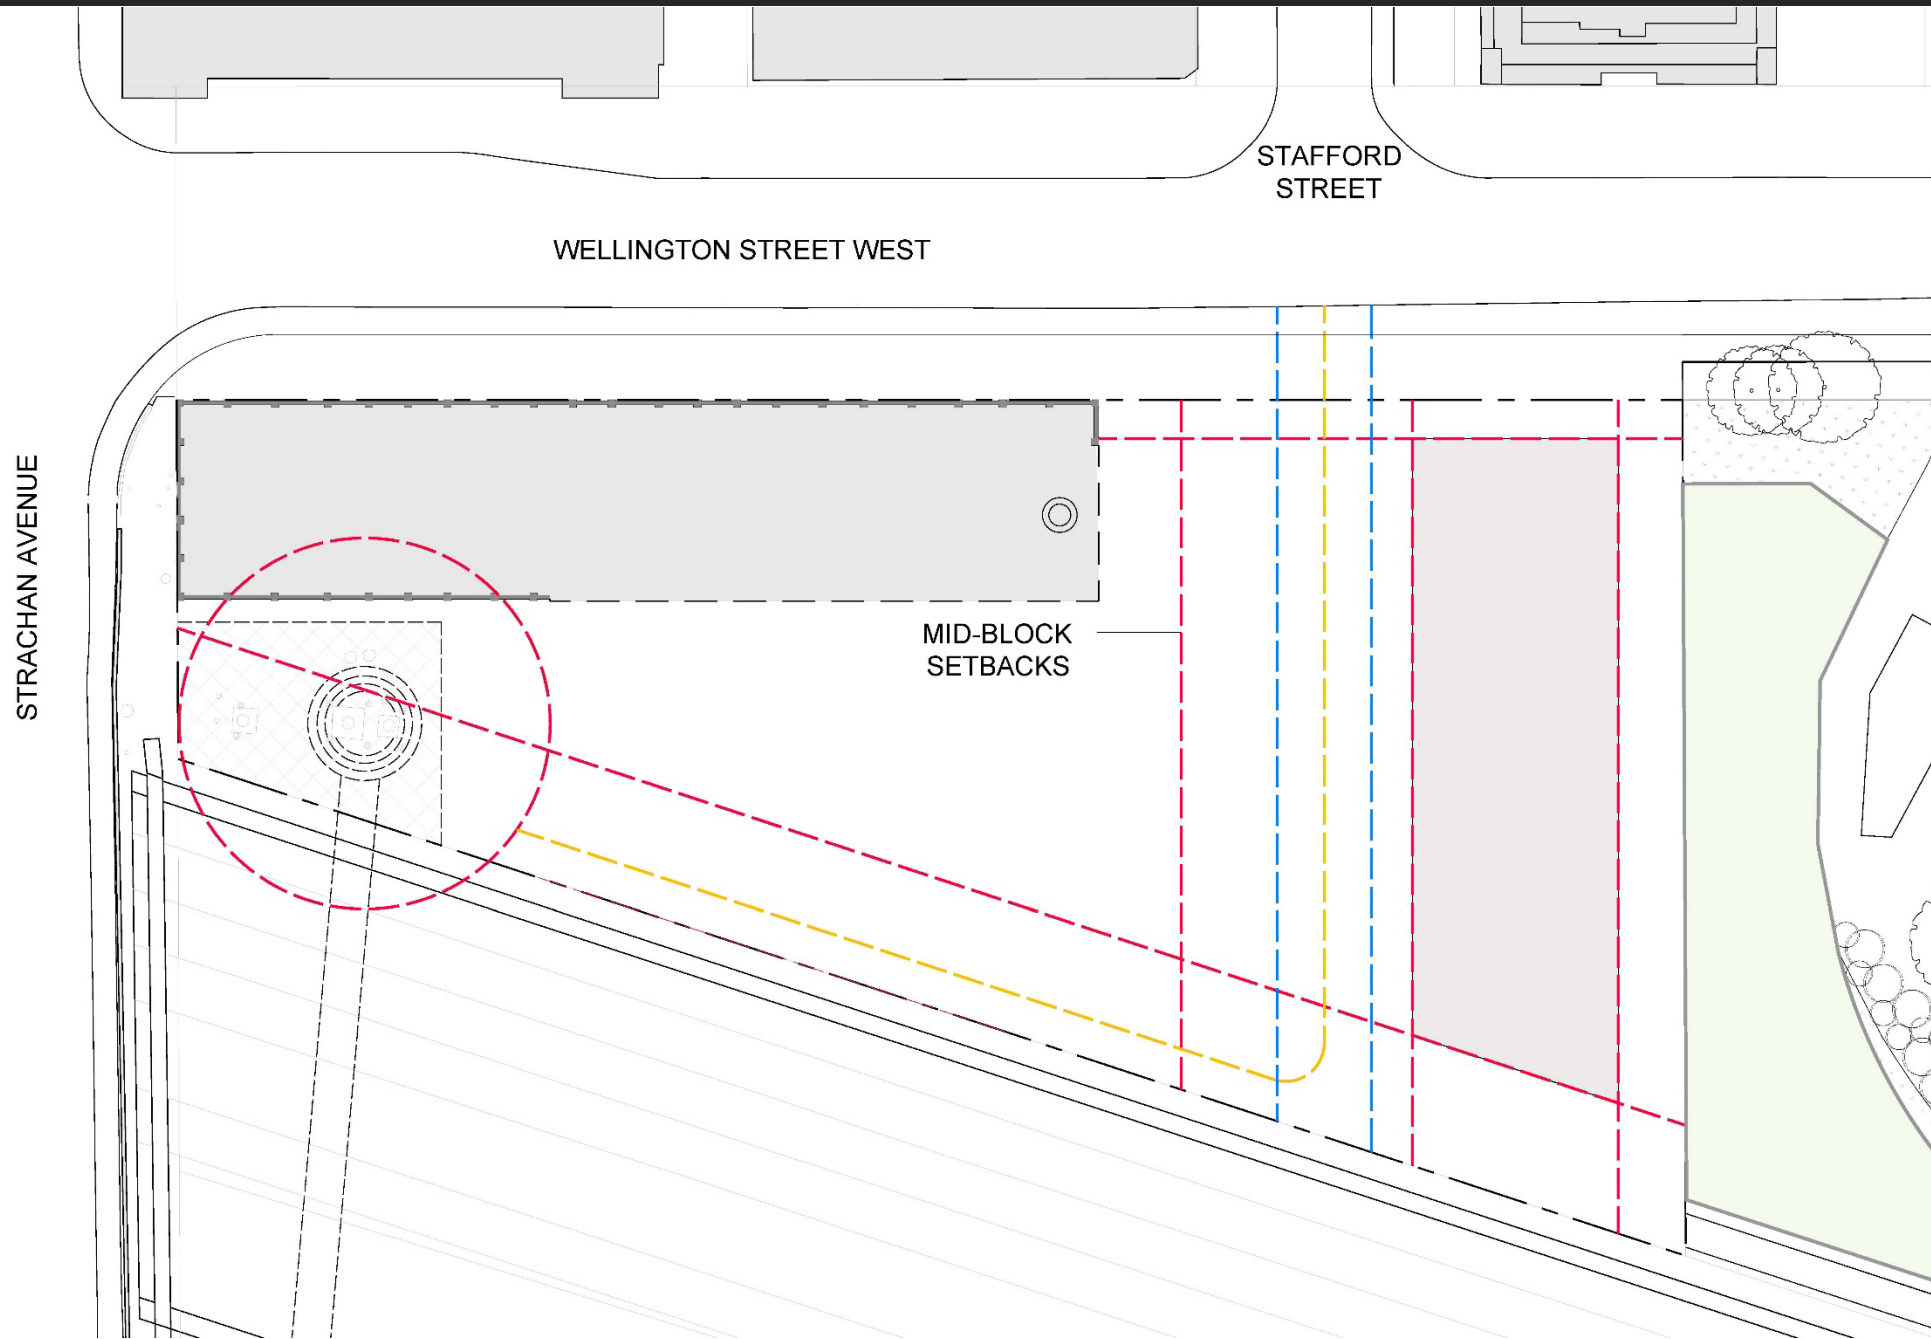 STAFFORD
STREET
WELLINGTON STREET WEST
STRACHAN AVENUE
MID-BLOCK
SETBACKS